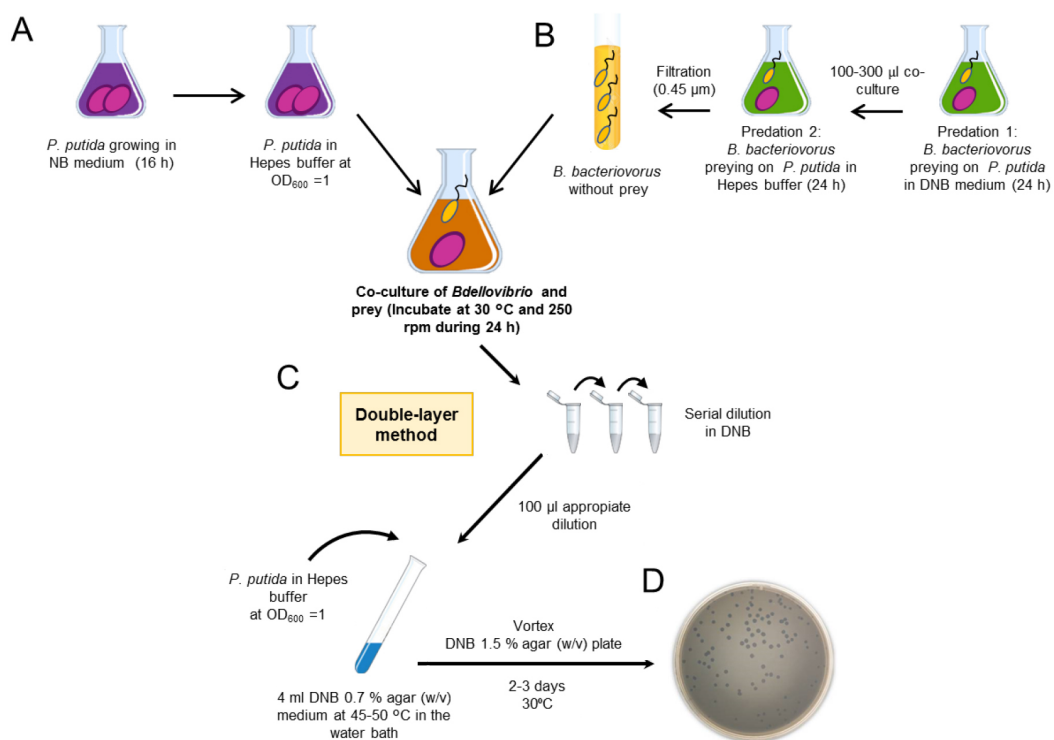 A
P. putida growing in
NB medium (16 h)
P. putida in
Hepes buffer at
OD600 =1
B
B. bacteriovorus
without prey
Filtration
(0.45 µm)
Predation 2:
B. bacteriovorus
preying on P. putida in
Hepes buffer (24 h)
100-300 µl co-
culture
Predation 1:
B. bacteriovorus
preying on P. putida
in DNB medium (24 h)
Co-culture of Bdellovibrio and
prey (Incubate at 30 ºC and 250
rpm during 24 h)
C
Double-layer
method
Serial dilution
in DNB
100 µl appropiate
dilution
P. putida in Hepes
buffer
at OD600 =1
4 ml DNB 0.7 % agar (w/v)
medium at 45-50 ºC in the
water bath
Vortex
DNB 1.5 % agar (w/v) plate
2-3 days
30ºC
D